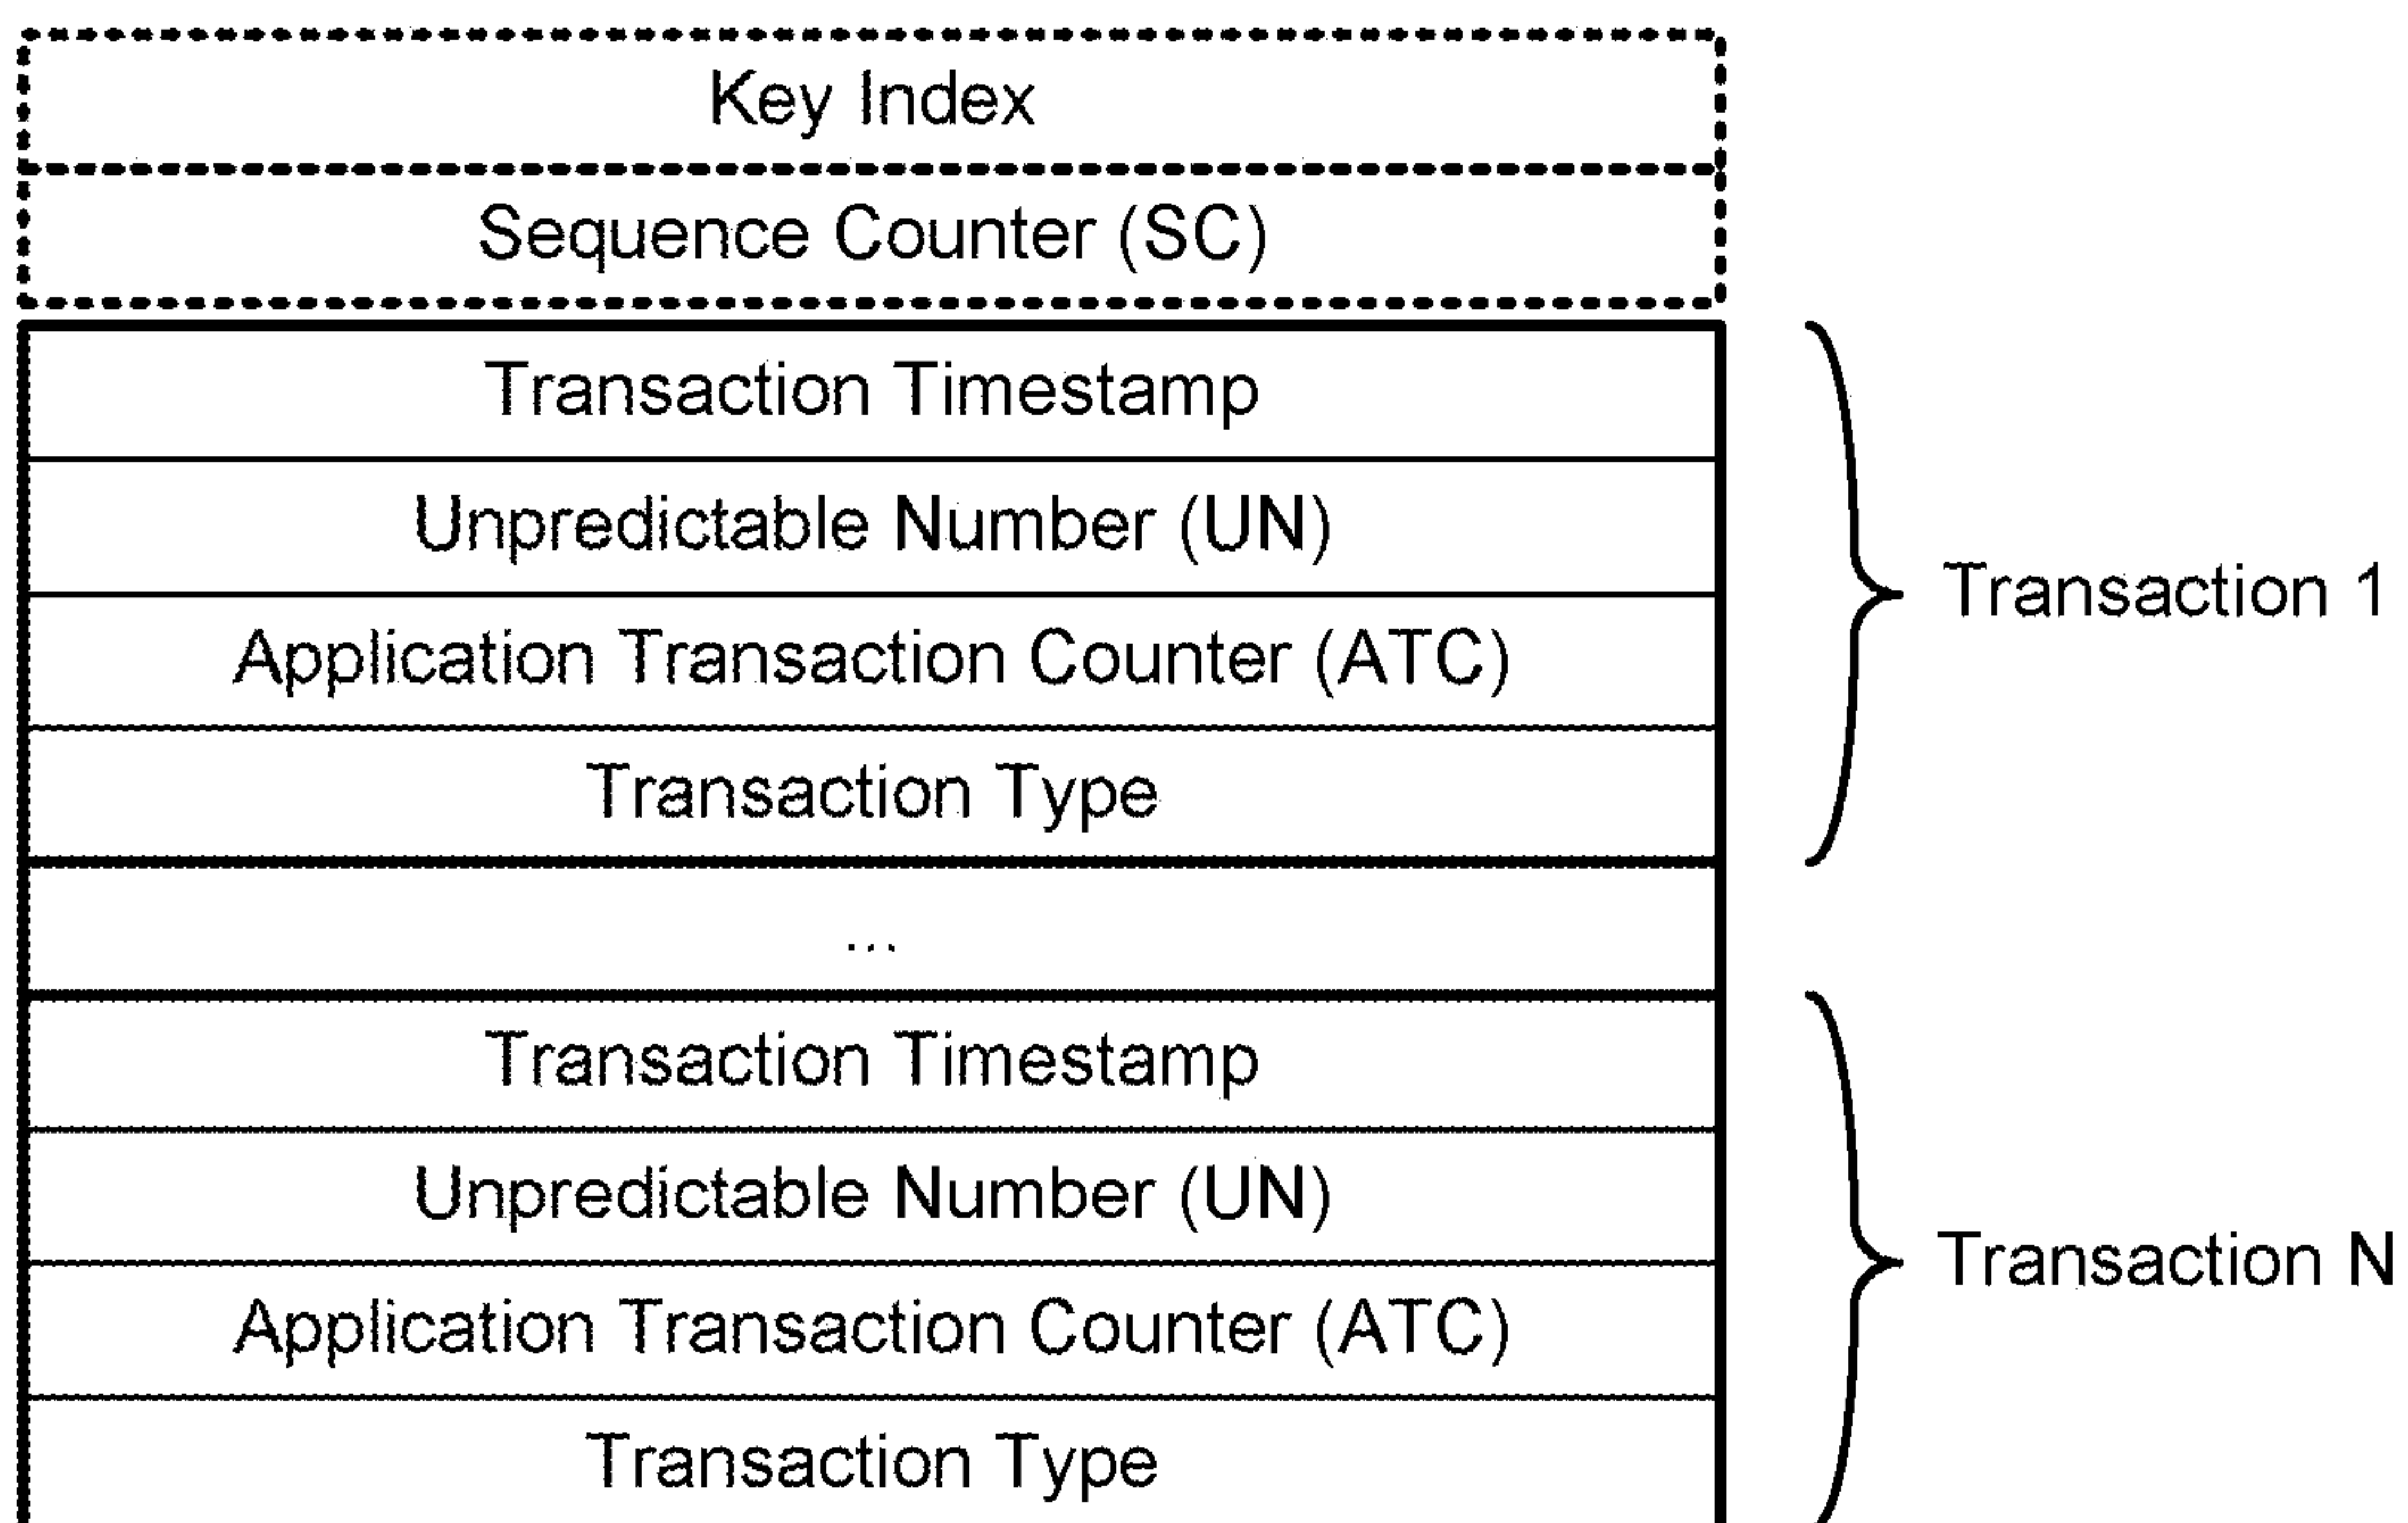 Key Index
Sequence Counter (SC)
Transaction Timestamp
Unpredictable Number (UN)
Application Transaction Counter (ATC)
Transaction Type
Transaction 1
...
Transaction Timestamp
Unpredictable Number (UN)
Application Transaction Counter (ATC)
Transaction Type
Transaction N